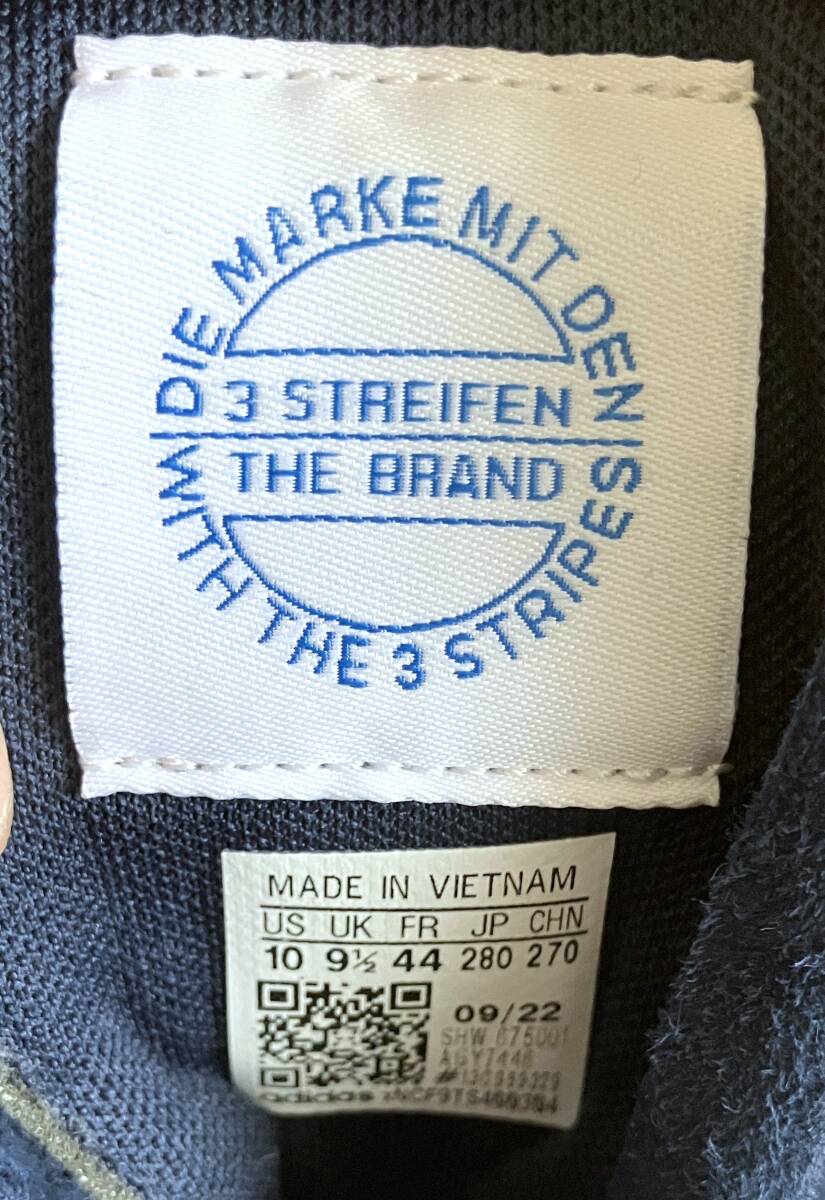 DIE MARKE MIT DEN
3 STREIFEN
THE BRAND
WITH THE 3 STRIPES
MADE IN VIETNAM
US UK FR JP CHN
10 9½ 44 280 270
09/22
SHW 675001
adidas